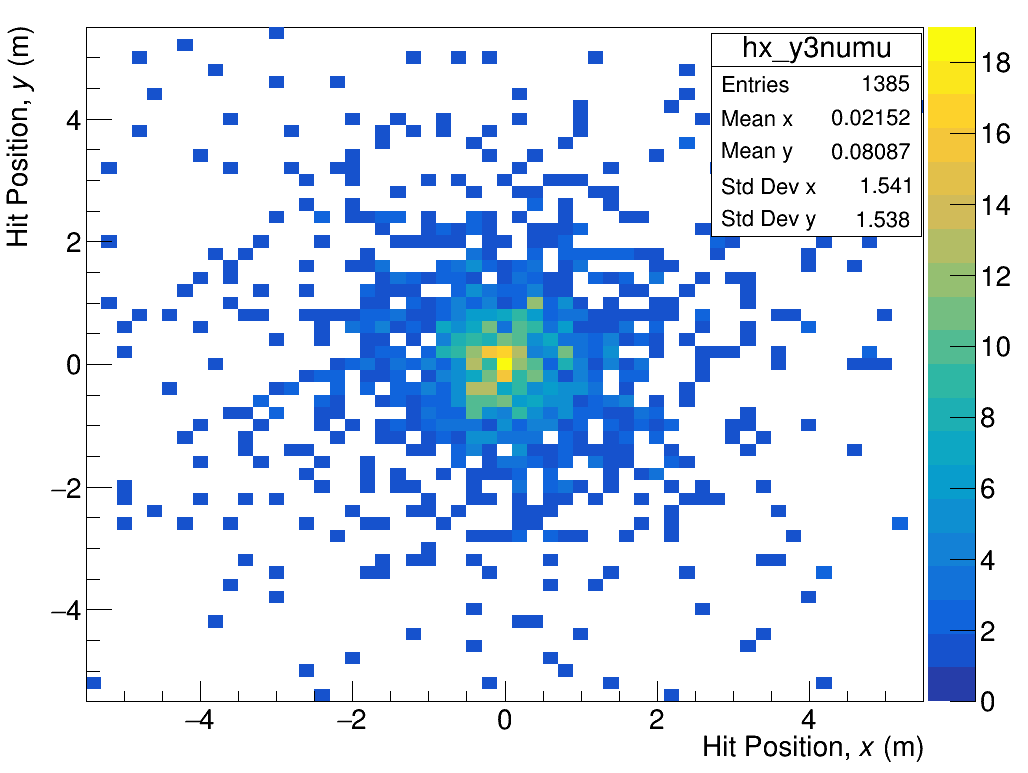 hx_y3numu
Entries 1385
Mean x 0.02152
Mean y 0.08087
Std Dev x 1.541
Std Dev y 1.538
Hit Position, y (m)
4
2
0
−2
−4
−4 −2 0 2 4
Hit Position, x (m)
18
16
14
12
10
8
6
4
2
0